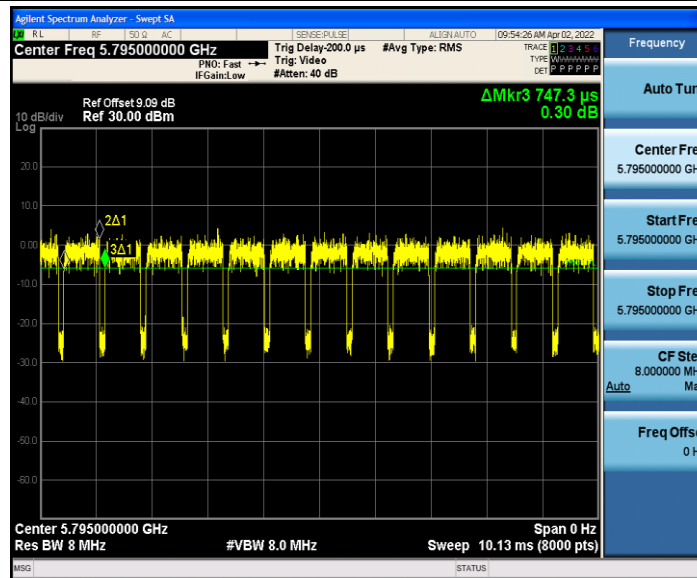 Agilent Spectrum Analyzer - Swept SA
LXI RL RF 50 Ω AC SENSE:PULSE ALIGN AUTO 09:54:26 AM Apr 02, 2022
Center Freq 5.795000000 GHz
PNO: Fast
IFGain:Low
Trig Delay-200.0 µs
Trig: Video
#Atten: 40 dB
#Avg Type: RMS
TRACE 1 2 3 4 5 6
TYPE
DET P P P P P P
Ref Offset 9.09 dB
10 dB/div Ref 30.00 dBm
Log
ΔMkr3 747.3 µs
0.30 dB
20.0
10.0
0.00
-10.0
-20.0
-30.0
-40.0
-50.0
-60.0
2Δ1
3Δ1
Center 5.795000000 GHz Span 0 Hz
Res BW 8 MHz #VBW 8.0 MHz Sweep 10.13 ms (8000 pts)
MSG STATUS
Frequency
Auto Tun
Center Fre
5.795000000 GH
Start Fre
5.795000000 GH
Stop Fre
5.795000000 GH
CF Ste
8.000000 MH
Auto Ma
Freq Offs
0 H